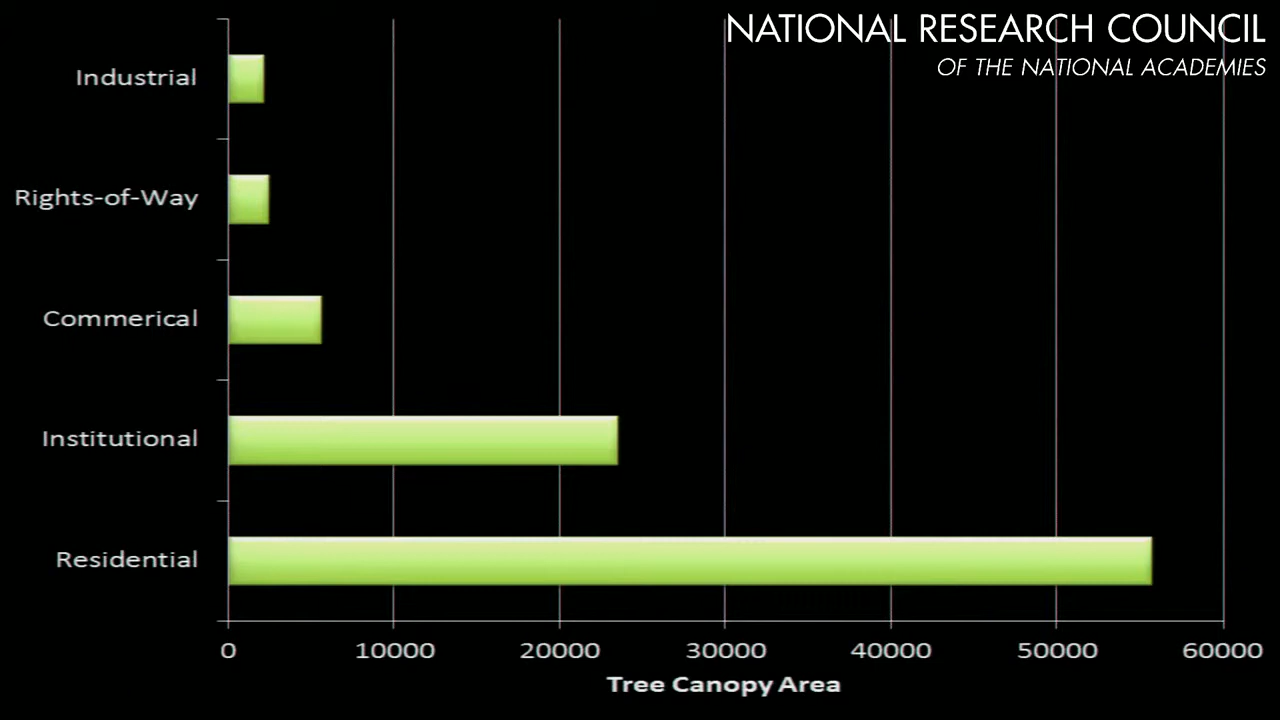 NATIONAL RESEARCH COUNCIL
OF THE NATIONAL ACADEMIES
Industrial
Rights-of-Way
Commerical
Institutional
Residential
0 10000 20000 30000 40000 50000 60000
Tree Canopy Area